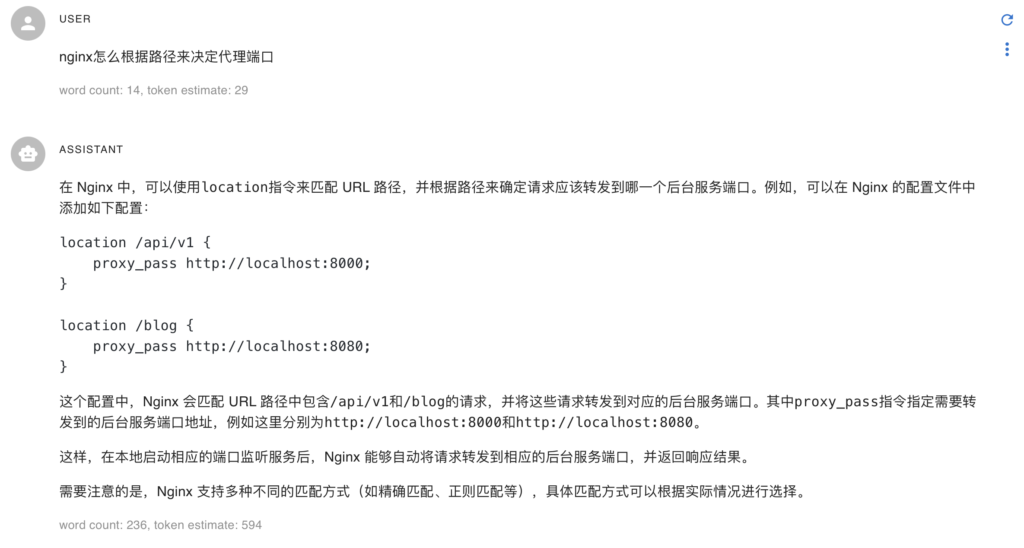 USER
nginx怎么根据路径来决定代理端口
word count: 14, token estimate: 29
ASSISTANT
在 Nginx 中，可以使用location指令来匹配 URL 路径，并根据路径来确定请求应该转发到哪一个后台服务端口。例如，可以在 Nginx 的配置文件中
添加如下配置：
location /api/v1 {
    proxy_pass http://localhost:8000;
}
location /blog {
    proxy_pass http://localhost:8080;
}
这个配置中，Nginx 会匹配 URL 路径中包含/api/v1和/blog的请求，并将这些请求转发到对应的后台服务端口。其中proxy_pass指令指定需要转
发到的后台服务端口地址，例如这里分别为http://localhost:8000和http://localhost:8080。
这样，在本地启动相应的端口监听服务后，Nginx 能够自动将请求转发到相应的后台服务端口，并返回响应结果。
需要注意的是，Nginx 支持多种不同的匹配方式（如精确匹配、正则匹配等），具体匹配方式可以根据实际情况进行选择。
word count: 236, token estimate: 594